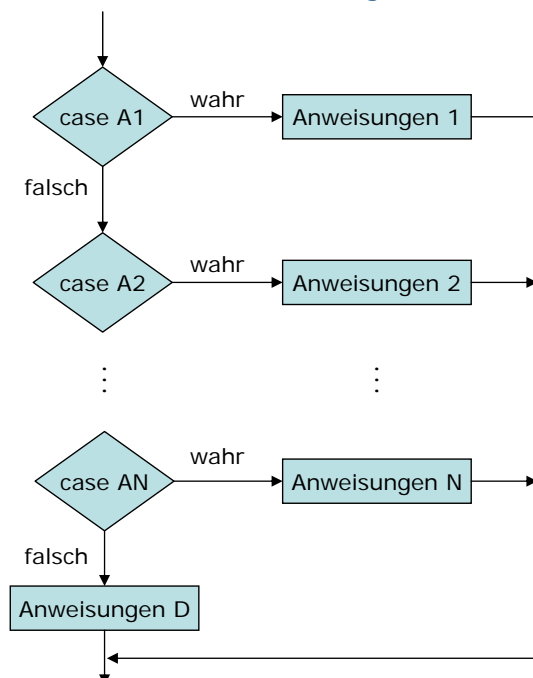 case A1
wahr
Anweisungen 1
falsch
case A2
wahr
Anweisungen 2
case AN
wahr
Anweisungen N
falsch
Anweisungen D